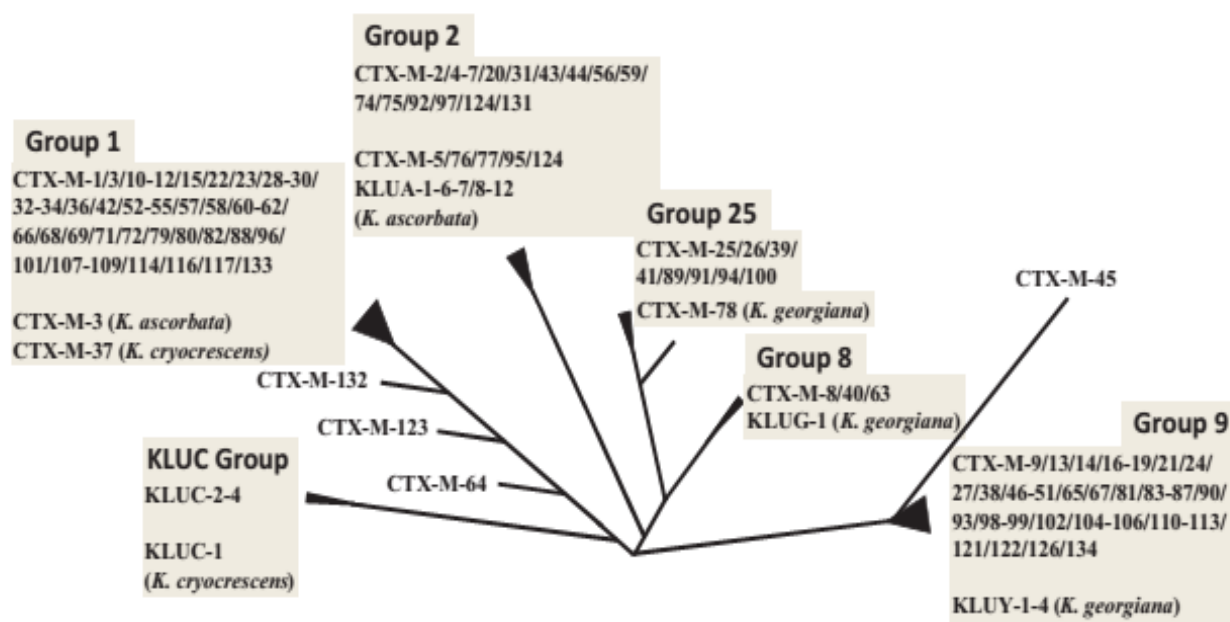 Group 2
CTX-M-2/4-7/20/31/43/44/56/59/
74/75/92/97/124/131
CTX-M-5/76/77/95/124
KLUA-1-6-7/8-12
(K. ascorbata)
Group 1
CTX-M-1/3/10-12/15/22/23/28-30/
32-34/36/42/52-55/57/58/60-62/
66/68/69/71/72/79/80/82/88/96/
101/107-109/114/116/117/133
CTX-M-3 (K. ascorbata)
CTX-M-37 (K. cryocrescens)
Group 25
CTX-M-25/26/39/
41/89/91/94/100
CTX-M-78 (K. georgiana)
CTX-M-45
Group 8
CTX-M-8/40/63
KLUG-1 (K. georgiana)
CTX-M-132
CTX-M-123
CTX-M-64
KLUC Group
KLUC-2-4
KLUC-1
(K. cryocrescens)
Group 9
CTX-M-9/13/14/16-19/21/24/
27/38/46-51/65/67/81/83-87/90/
93/98-99/102/104-106/110-113/
121/122/126/134
KLUY-1-4 (K. georgiana)